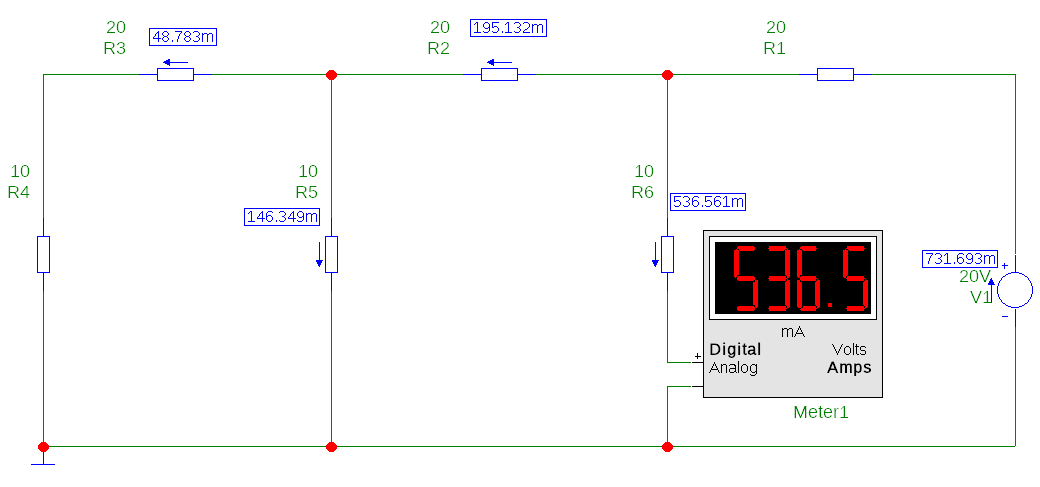 20
R3
48.783m
20
R2
195.132m
20
R1
10
R4
10
R5
146.349m
10
R6
536.561m
536.5
mA
Digital
Volts
Analog
Amps
+
Meter1
731.693m
+
20V
V1
-